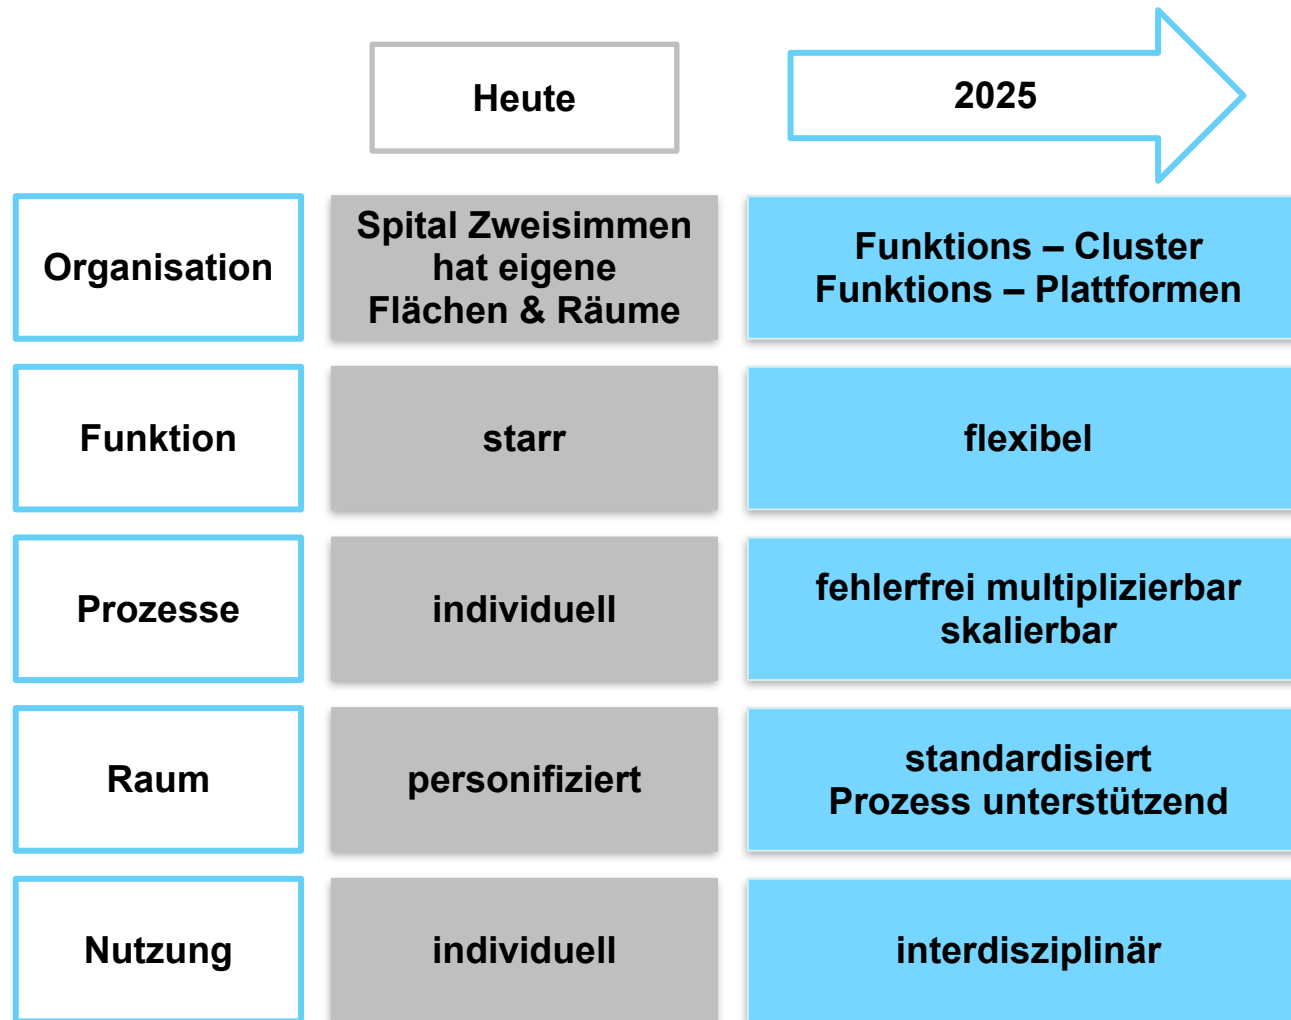 Heute
2025
Organisation
Spital Zweisimmen
hat eigene
Flächen & Räume
Funktions – Cluster
Funktions – Plattformen
Funktion
starr
flexibel
Prozesse
individuell
fehlerfrei multiplizierbar
skalierbar
Raum
personifiziert
standardisiert
Prozess unterstützend
Nutzung
individuell
interdisziplinär